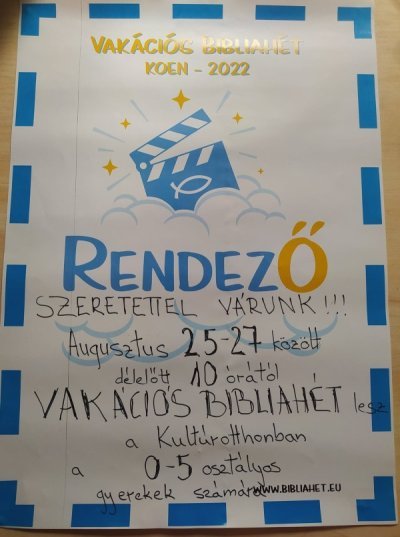 VAKÁCIÓS BIBLIAHÉT
KOEN - 2022
RENDEZŐ
SZERETETTEL VÁRUNK!!!
Augusztus 25-27 között
délelőtt 10 órától
VAKÁCIÓS BIBLIAHÉT lesz
a Kultúrotthonban
a 0-5 osztályos
gyerekek számára
WWW.BIBLIAHET.EU